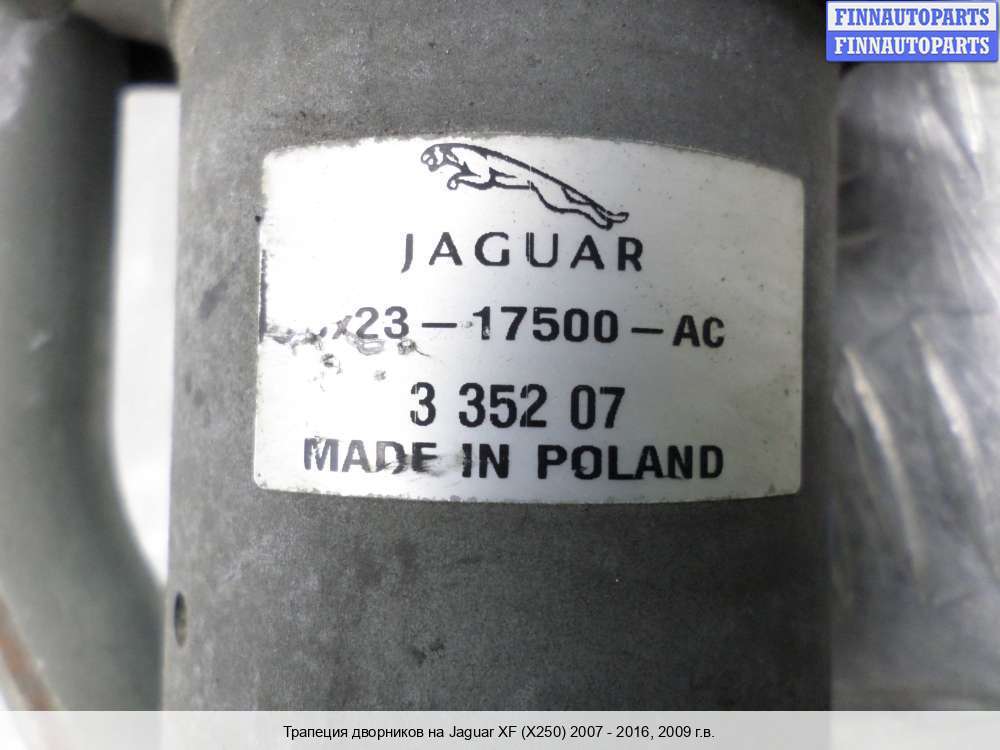 FINNAUTOPARTS
FINNAUTOPARTS
JAGUAR
x23-17500-AC
3 352 07
MADE IN POLAND
Трапеция дворников на Jaguar XF (X250) 2007 - 2016, 2009 г.в.